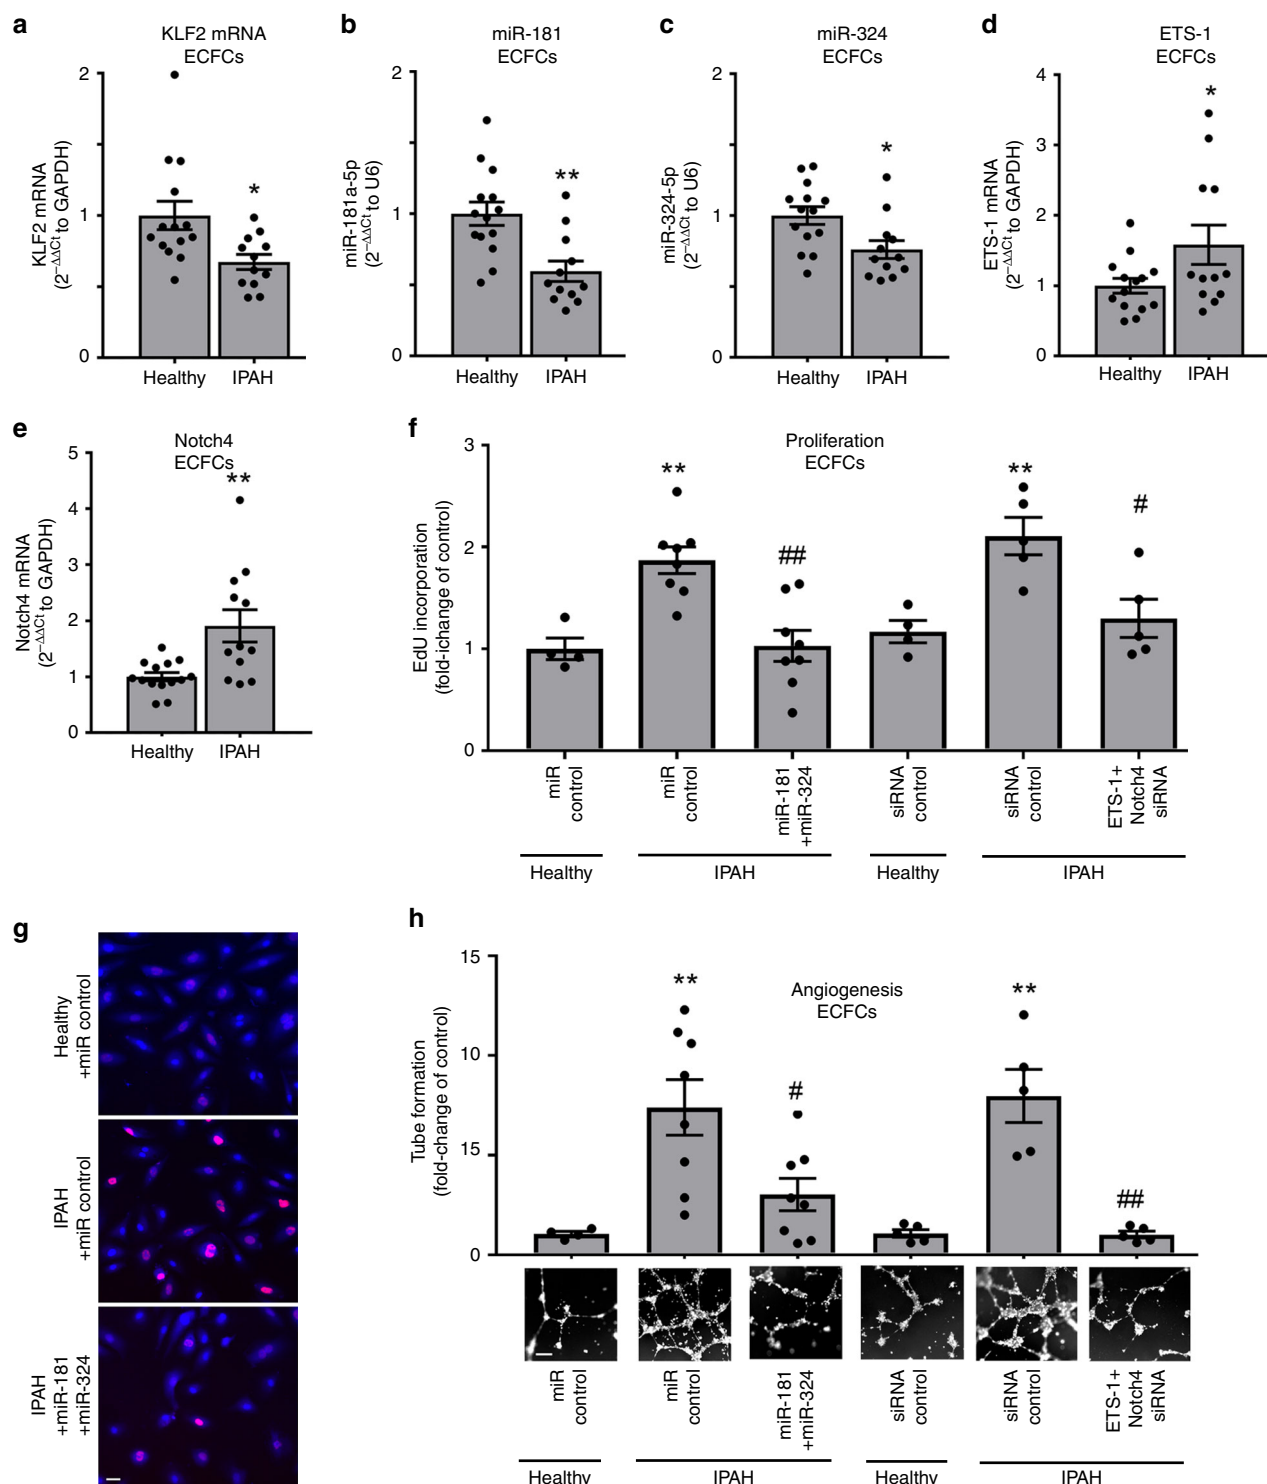 a
KLF2 mRNA
ECFCs
KLF2 mRNA
(2⁻ΔΔCt to GAPDH)
2
1
0
*
Healthy
IPAH
b
miR-181
ECFCs
miR-181a-5p
(2⁻ΔΔCt to U6)
2
1
0
**
Healthy
IPAH
c
miR-324
ECFCs
miR-324-5p
(2⁻ΔΔCt to U6)
2
1
0
*
Healthy
IPAH
d
ETS-1
ECFCs
ETS-1 mRNA
(2⁻ΔΔCt to GAPDH)
4
3
2
1
0
*
Healthy
IPAH
e
Notch4
ECFCs
Notch4 mRNA
(2⁻ΔΔCt to GAPDH)
5
4
3
2
1
0
**
Healthy
IPAH
f
Proliferation
ECFCs
EdU incorporation
(fold-ichange of control)
3
2
1
0
**
##
**
#
miR
control
miR
control
miR-181
+miR-324
siRNA
control
siRNA
control
ETS-1+
Notch4
siRNA
Healthy
IPAH
Healthy
IPAH
g
Healthy
+miR control
IPAH
+miR control
IPAH
+miR-181
+miR-324
h
Angiogenesis
ECFCs
Tube formation
(fold-change of control)
15
10
15
0
**
#
**
##
miR
control
miR
control
miR-181
+miR-324
siRNA
control
siRNA
control
ETS-1+
Notch4
siRNA
Healthy
IPAH
Healthy
IPAH